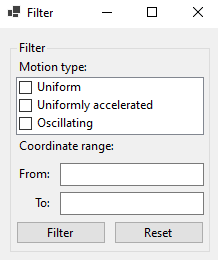 Filter
Filter
Motion type:
Uniform
Uniformly accelerated
Oscillating
Coordinate range:
From:
To:
Filter Reset